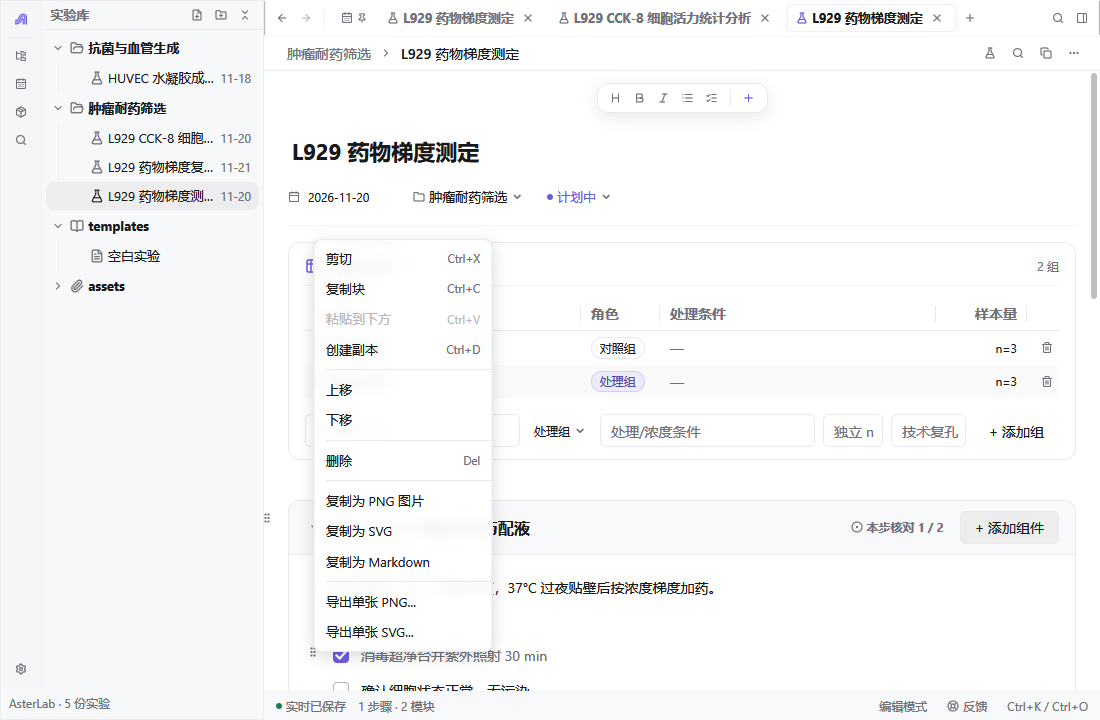 实验库
抗菌与血管生成
HUVEC 水凝胶成... 11-18
肿瘤耐药筛选
L929 CCK-8 细胞... 11-20
L929 药物梯度复... 11-21
L929 药物梯度测... 11-20
templates
空白实验
assets
AsterLab · 5 份实验
L929 药物梯度测定
L929 CCK-8 细胞活力统计分析
L929 药物梯度测定
肿瘤耐药筛选 L929 药物梯度测定
H B I
L929 药物梯度测定
2026-11-20 肿瘤耐药筛选 计划中
2 组
角色 处理条件 样本量
对照组 — n=3
处理组 — n=3
处理组 处理/浓度条件 独立 n 技术复孔 + 添加组
剪切 Ctrl+X
复制块 Ctrl+C
粘贴到下方 Ctrl+V
创建副本 Ctrl+D
上移
下移
删除 Del
复制为 PNG 图片
复制为 SVG
复制为 Markdown
导出单张 PNG...
导出单张 SVG...
配液 本步核对 1 / 2 + 添加组件
，37°C 过夜贴壁后按浓度梯度加药。
消毒超净台并紫外照射 30 min
确认细胞状态正常、无污染
实时已保存 1 步骤 · 2 模块 编辑模式 反馈 Ctrl+K / Ctrl+O